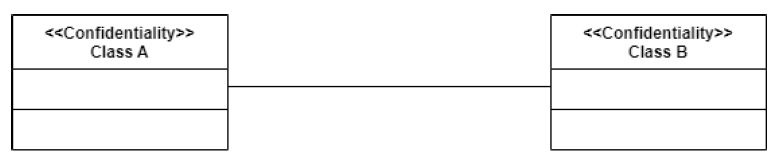 <<Confidentiality>>
Class A
<<Confidentiality>>
Class B